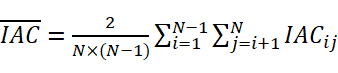 $\overline{IAC} = \frac{2}{N \times (N-1)} \sum_{i=1}^{N-1} \sum_{j=i+1}^{N} IAC_{ij}$